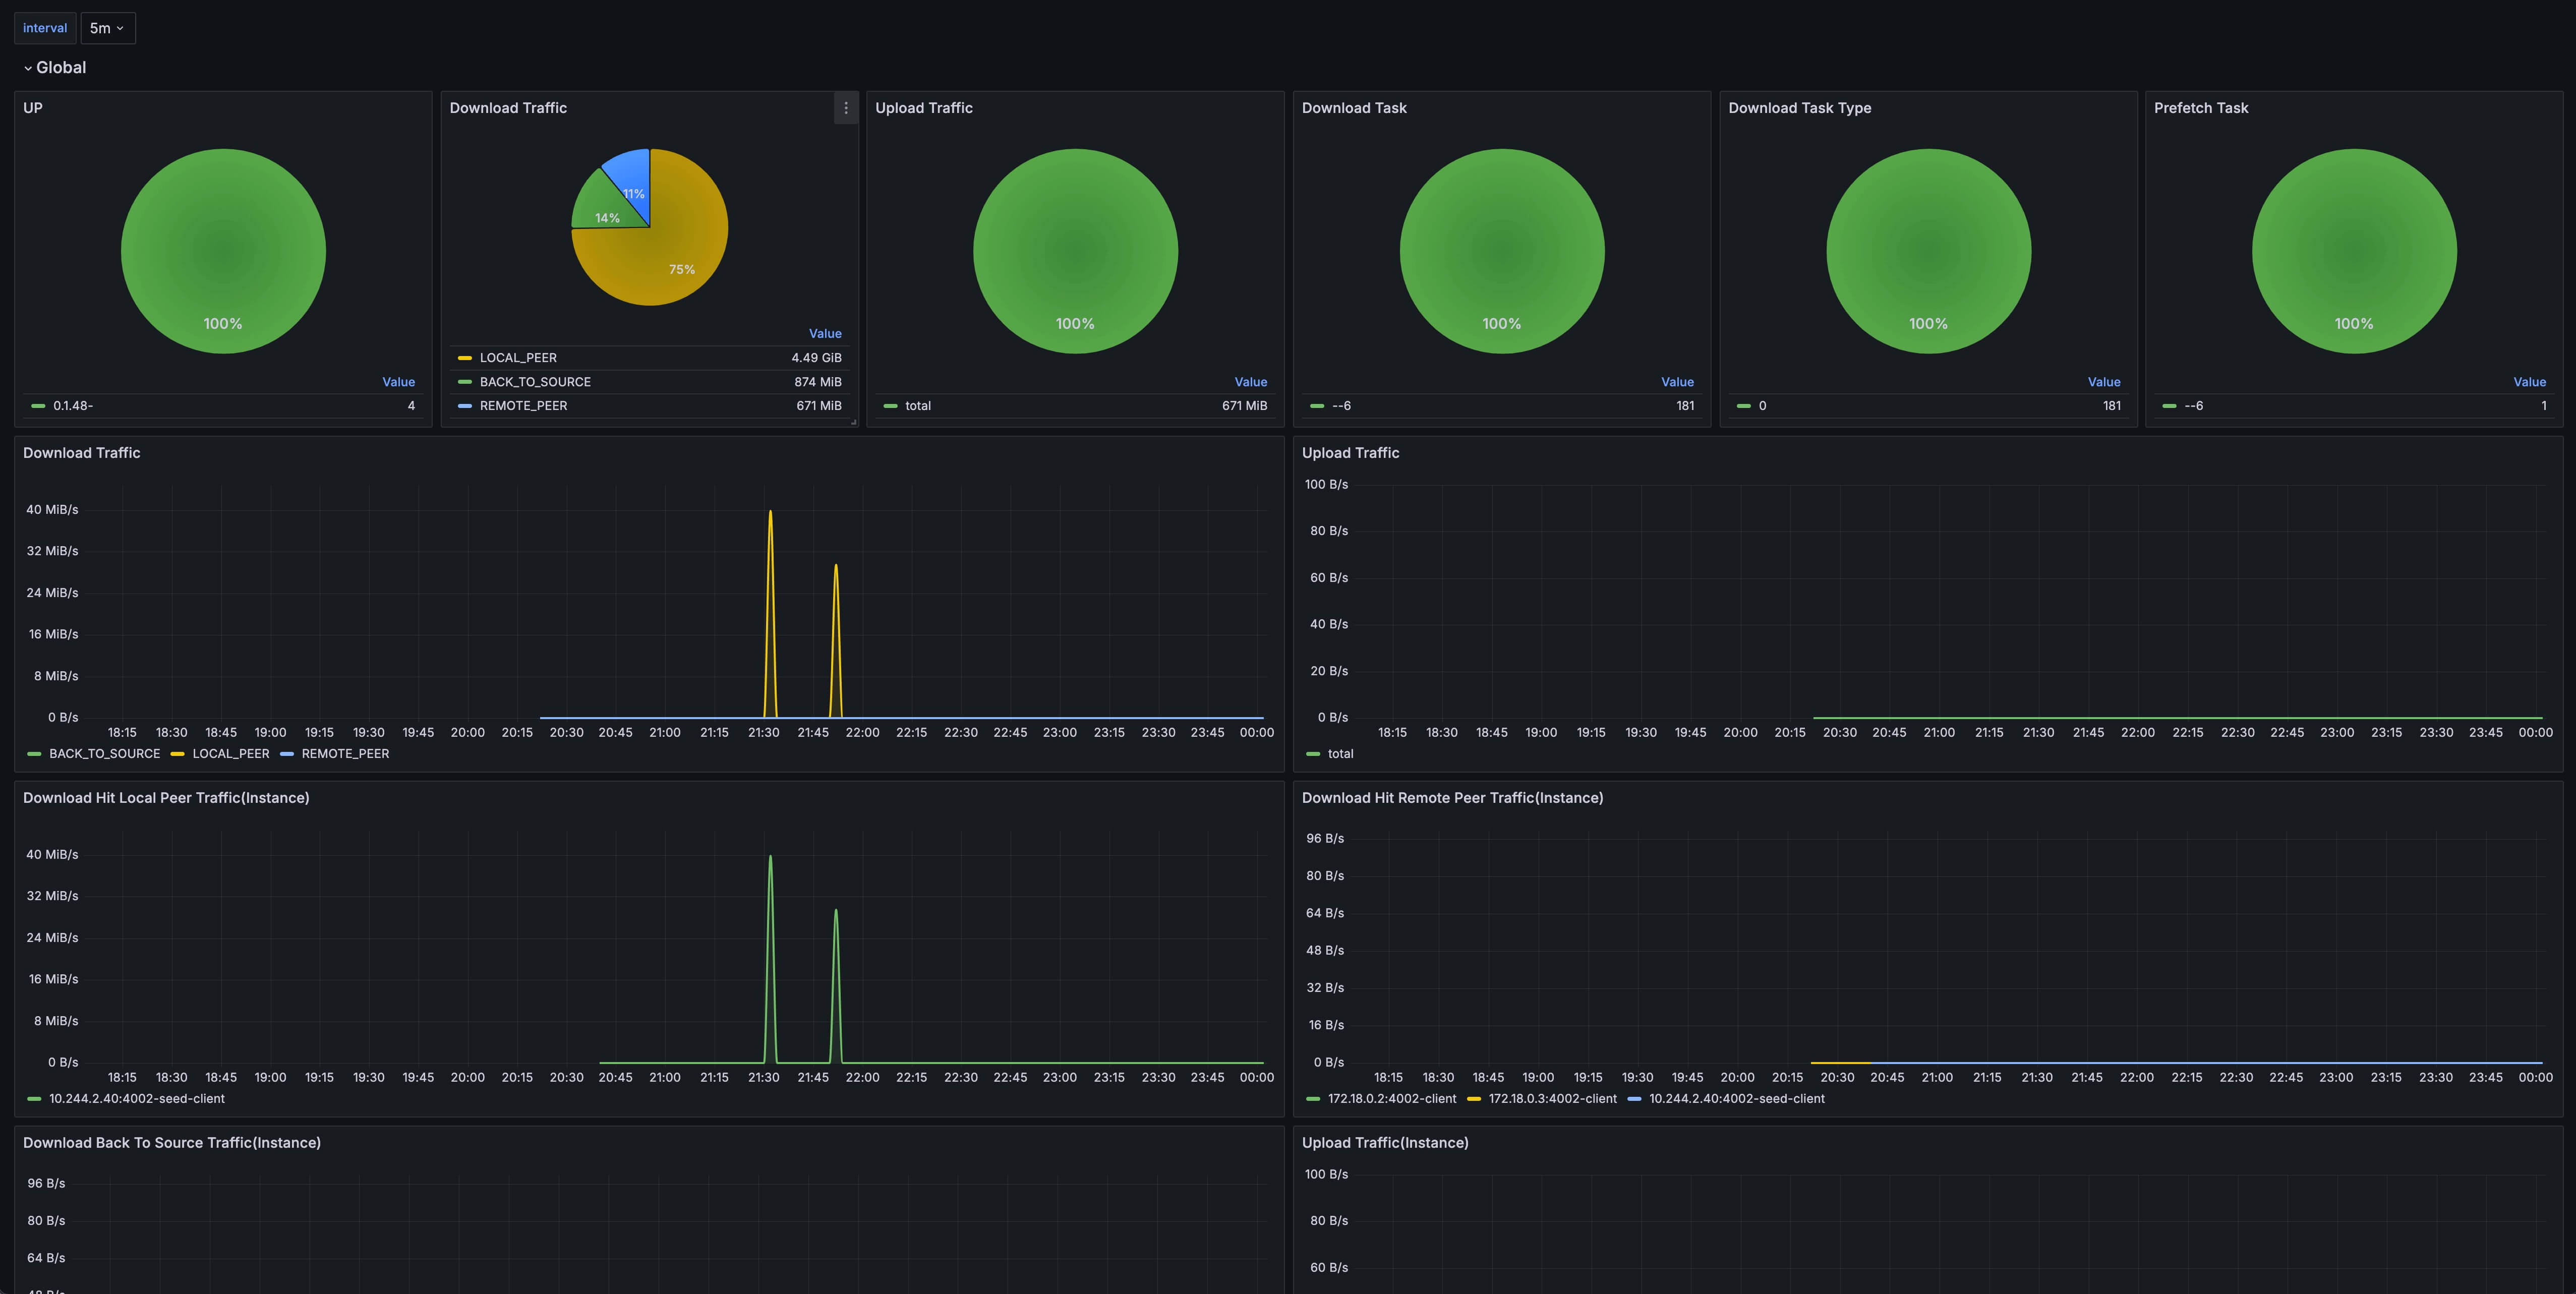 interval 5m
Global
UP
100%
Value
0.1.48- 4
Download Traffic
11%
14%
75%
Value
LOCAL_PEER 4.49 GiB
BACK_TO_SOURCE 874 MiB
REMOTE_PEER 671 MiB
Upload Traffic
100%
Value
total 671 MiB
Download Task
100%
Value
--6 181
Download Task Type
100%
Value
0 181
Prefetch Task
100%
Value
--6 1
Download Traffic
40 MiB/s
32 MiB/s
24 MiB/s
16 MiB/s
8 MiB/s
0 B/s
18:15 18:30 18:45 19:00 19:15 19:30 19:45 20:00 20:15 20:30 20:45 21:00 21:15 21:30 21:45 22:00 22:15 22:30 22:45 23:00 23:15 23:30 23:45 00:00
BACK_TO_SOURCE LOCAL_PEER REMOTE_PEER
Upload Traffic
100 B/s
80 B/s
60 B/s
40 B/s
20 B/s
0 B/s
18:15 18:30 18:45 19:00 19:15 19:30 19:45 20:00 20:15 20:30 20:45 21:00 21:15 21:30 21:45 22:00 22:15 22:30 22:45 23:00 23:15 23:30 23:45 00:00
total
Download Hit Local Peer Traffic(Instance)
40 MiB/s
32 MiB/s
24 MiB/s
16 MiB/s
8 MiB/s
0 B/s
18:15 18:30 18:45 19:00 19:15 19:30 19:45 20:00 20:15 20:30 20:45 21:00 21:15 21:30 21:45 22:00 22:15 22:30 22:45 23:00 23:15 23:30 23:45 00:00
10.244.2.40:4002-seed-client
Download Hit Remote Peer Traffic(Instance)
96 B/s
80 B/s
64 B/s
48 B/s
32 B/s
16 B/s
0 B/s
18:15 18:30 18:45 19:00 19:15 19:30 19:45 20:00 20:15 20:30 20:45 21:00 21:15 21:30 21:45 22:00 22:15 22:30 22:45 23:00 23:15 23:30 23:45 00:00
172.18.0.2:4002-client 172.18.0.3:4002-client 10.244.2.40:4002-seed-client
Download Back To Source Traffic(Instance)
96 B/s
80 B/s
64 B/s
Upload Traffic(Instance)
100 B/s
80 B/s
60 B/s